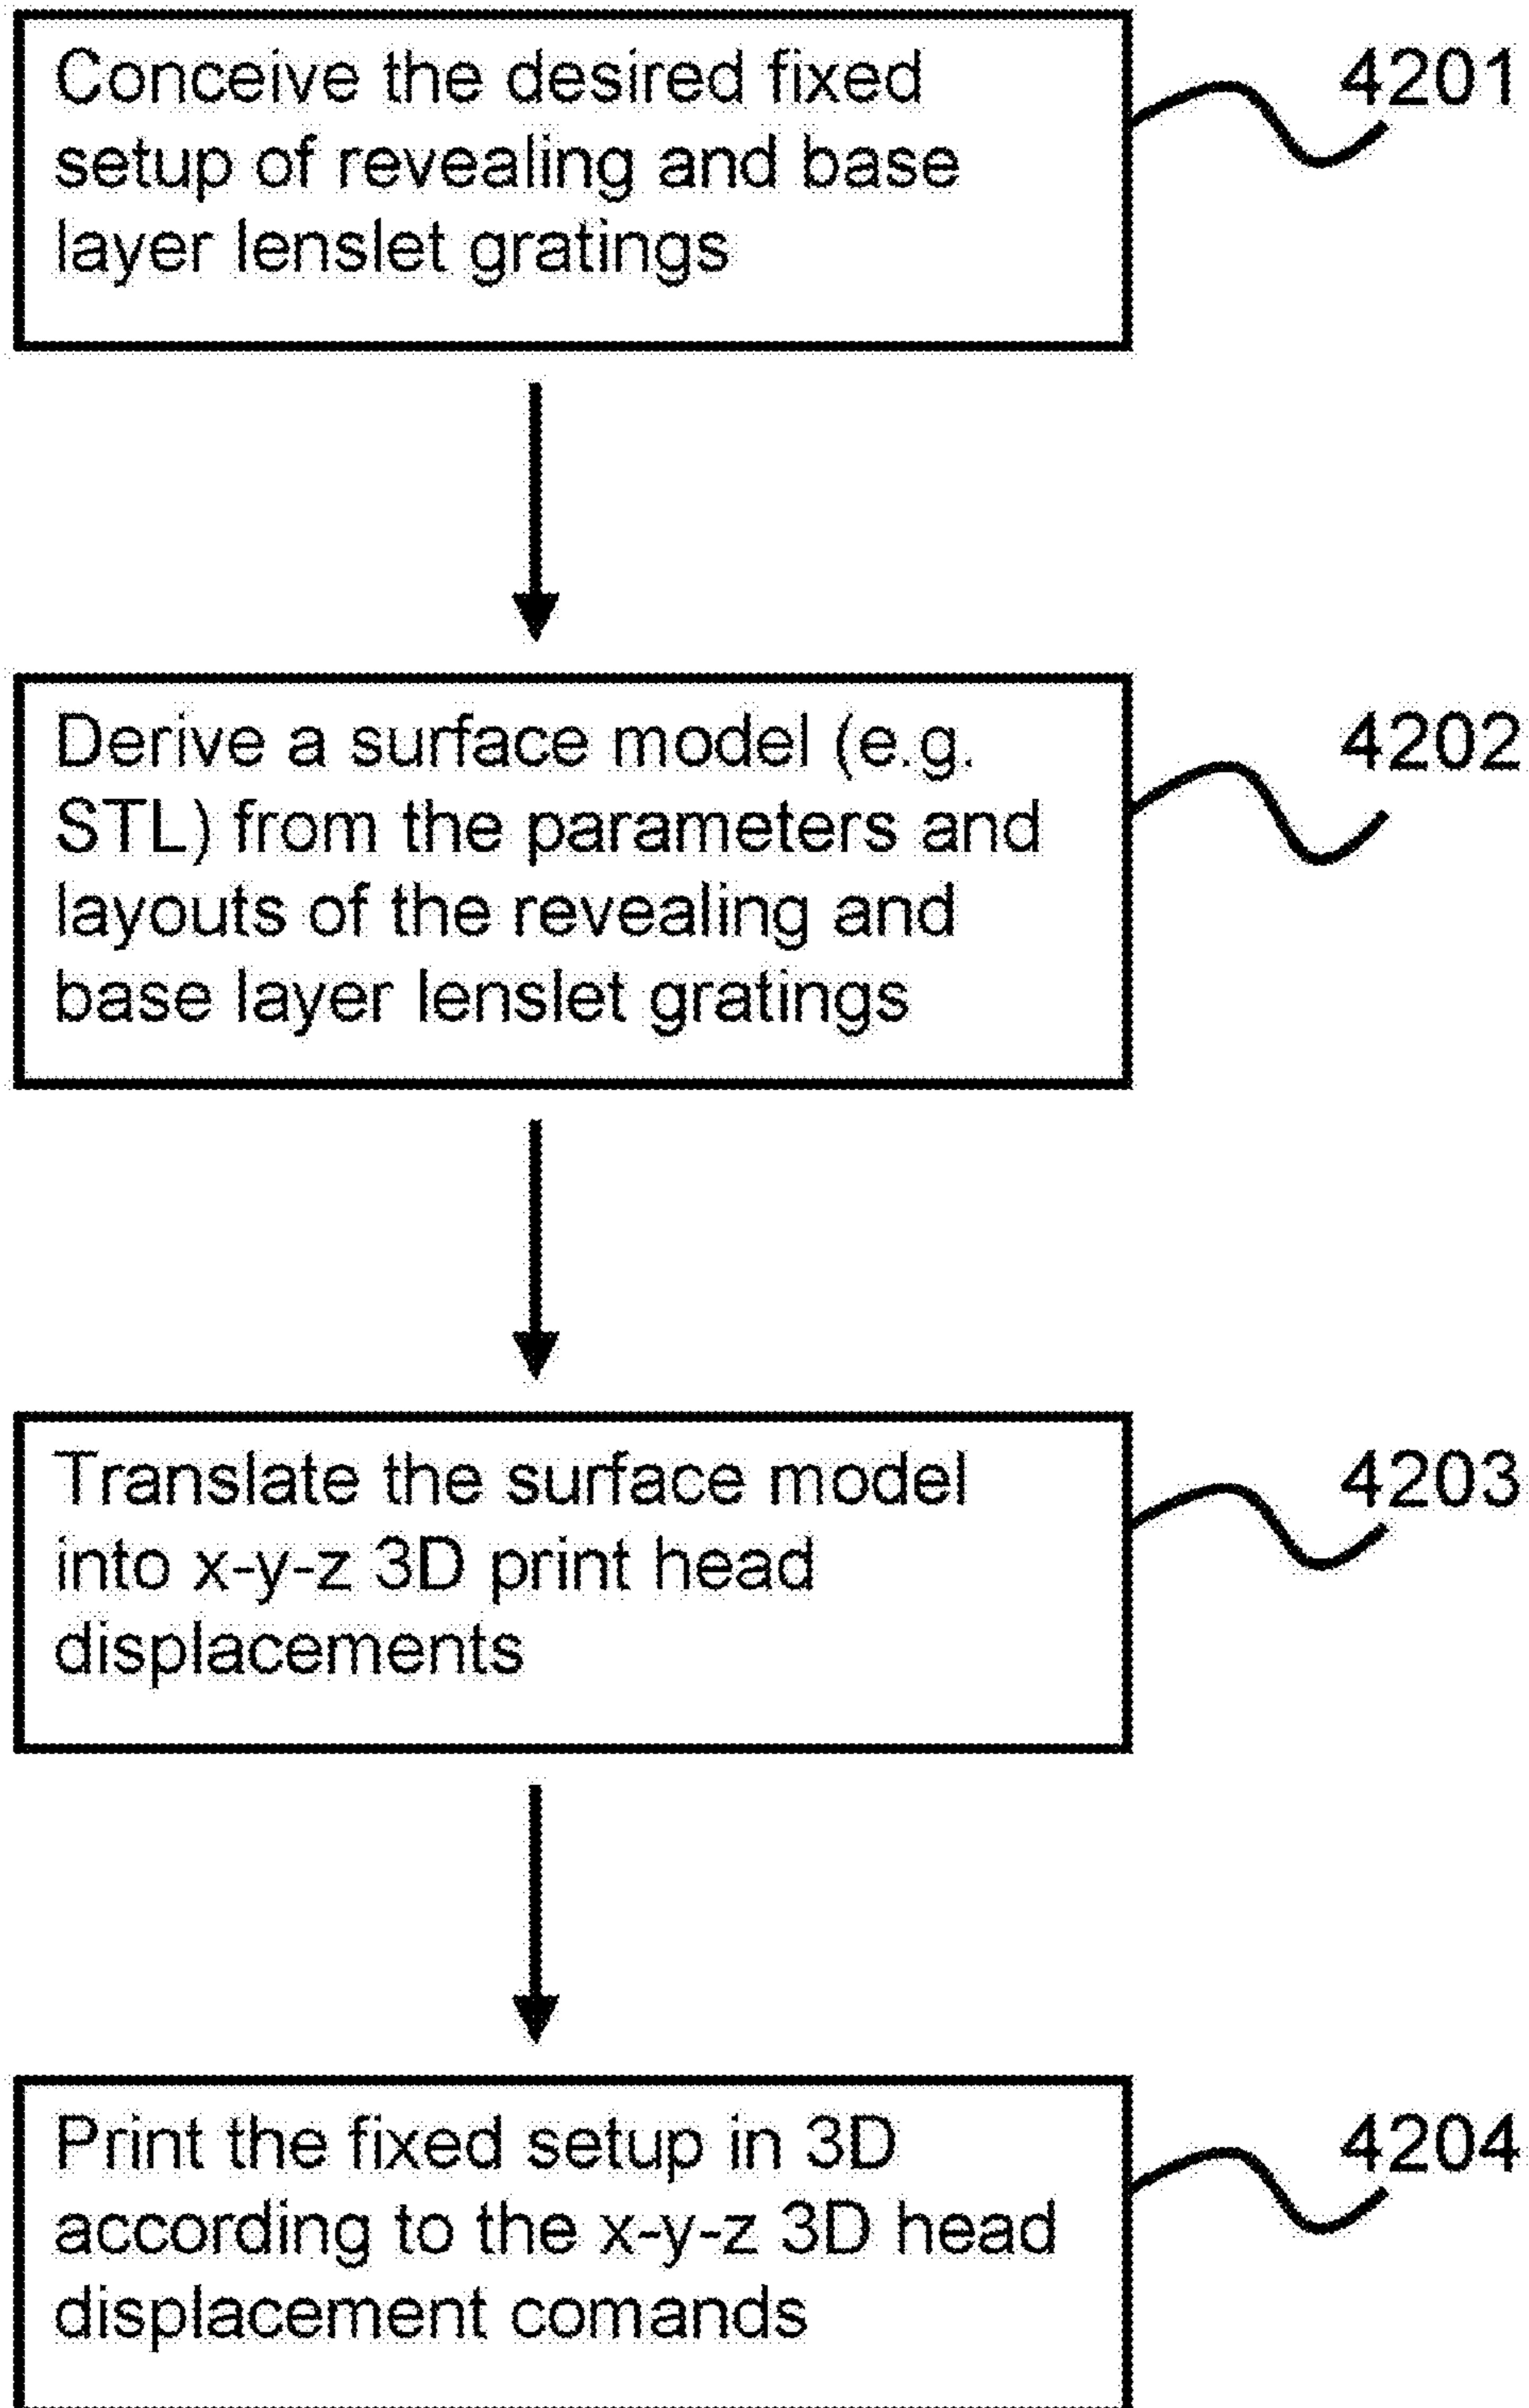 Conceive the desired fixed
setup of revealing and base
layer lenslet gratings
4201
Derive a surface model (e.g.
STL) from the parameters and
layouts of the revealing and
base layer lenslet gratings
4202
Translate the surface model
into x-y-z 3D print head
displacements
4203
Print the fixed setup in 3D
according to the x-y-z 3D head
displacement comands
4204